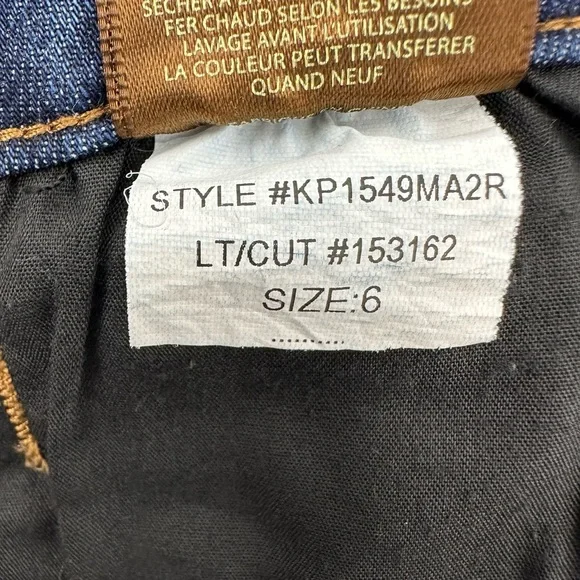 SÉCHER À
FER CHAUD SELON LES BESOINS
LAVAGE AVANT L'UTILISATION
LA COULEUR PEUT TRANSFERER
QUAND NEUF
STYLE #KP1549MA2R
LT/CUT #153162
SIZE:6